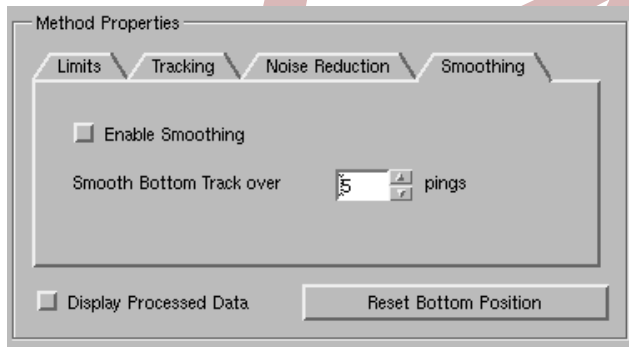 Method Properties
Limits Tracking Noise Reduction Smoothing
Enable Smoothing
Smooth Bottom Track over 5 pings
Display Processed Data Reset Bottom Position